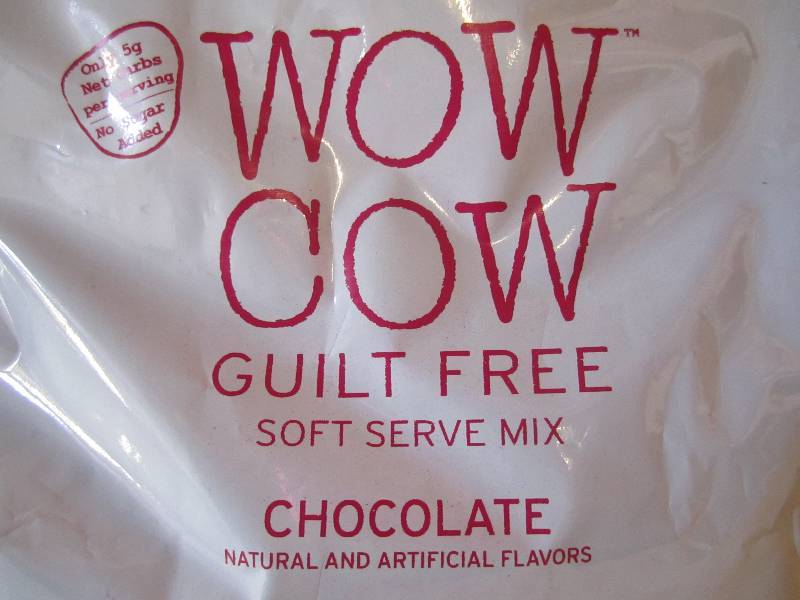 Only 5g
Net Carbs
per serving
No Sugar
Added
WOW™
COW
GUILT FREE
SOFT SERVE MIX
CHOCOLATE
NATURAL AND ARTIFICIAL FLAVORS